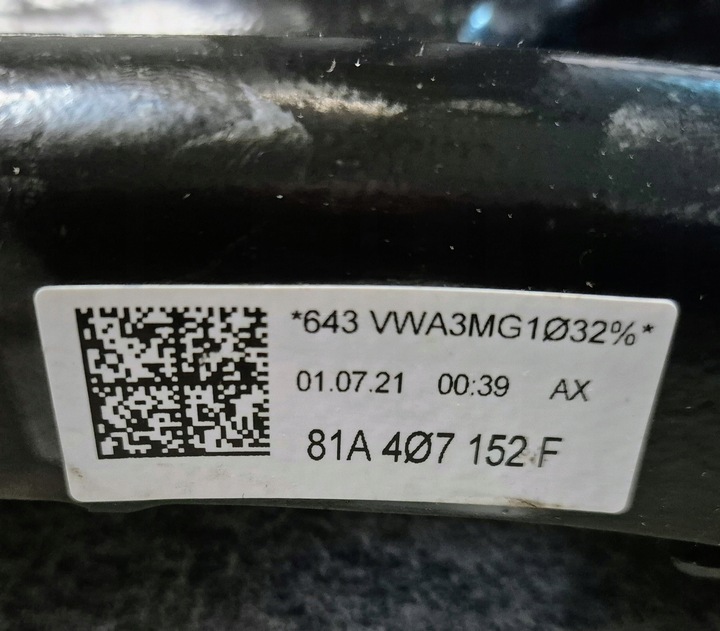 *643 VWA3MG1Ø32%*
01.07.21 00:39 AX
81A 4Ø7 152 F